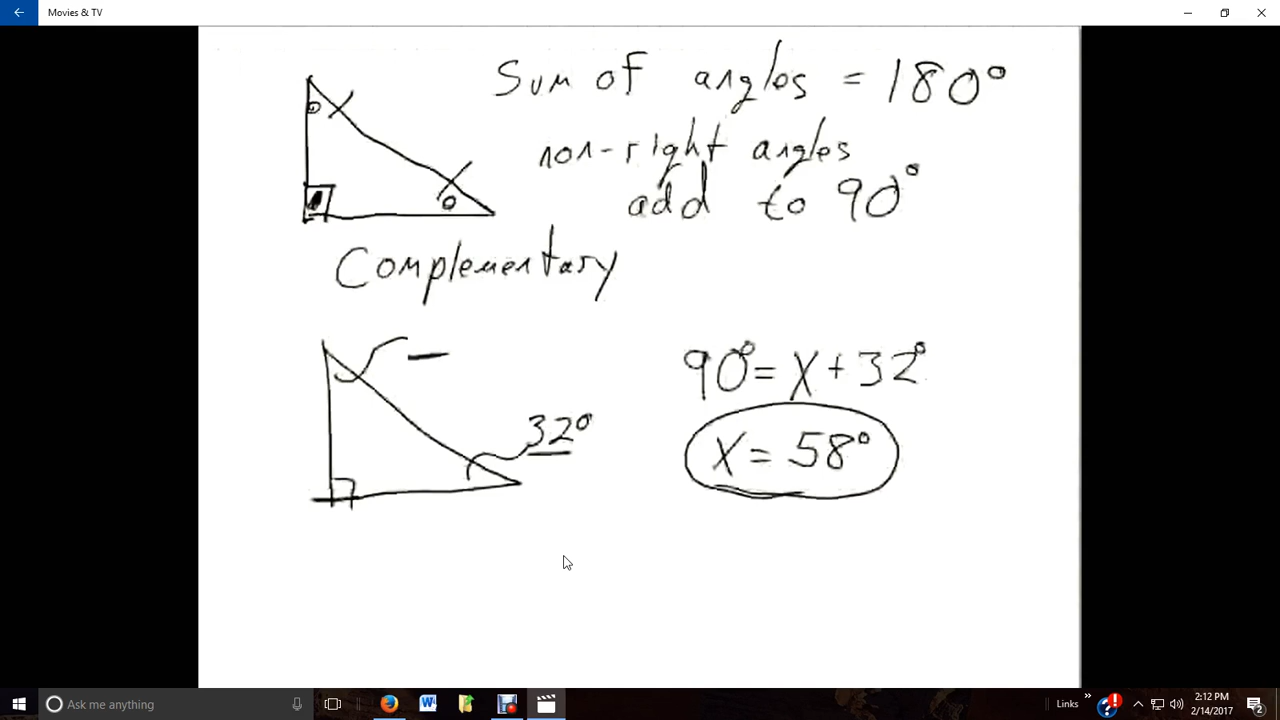 Movies & TV
Sum of angles = 180°
non-right angles
add to 90°
Complementary
32°
90° = x + 32°
x = 58°
Ask me anything
Links
2:12 PM
2/14/2017
2